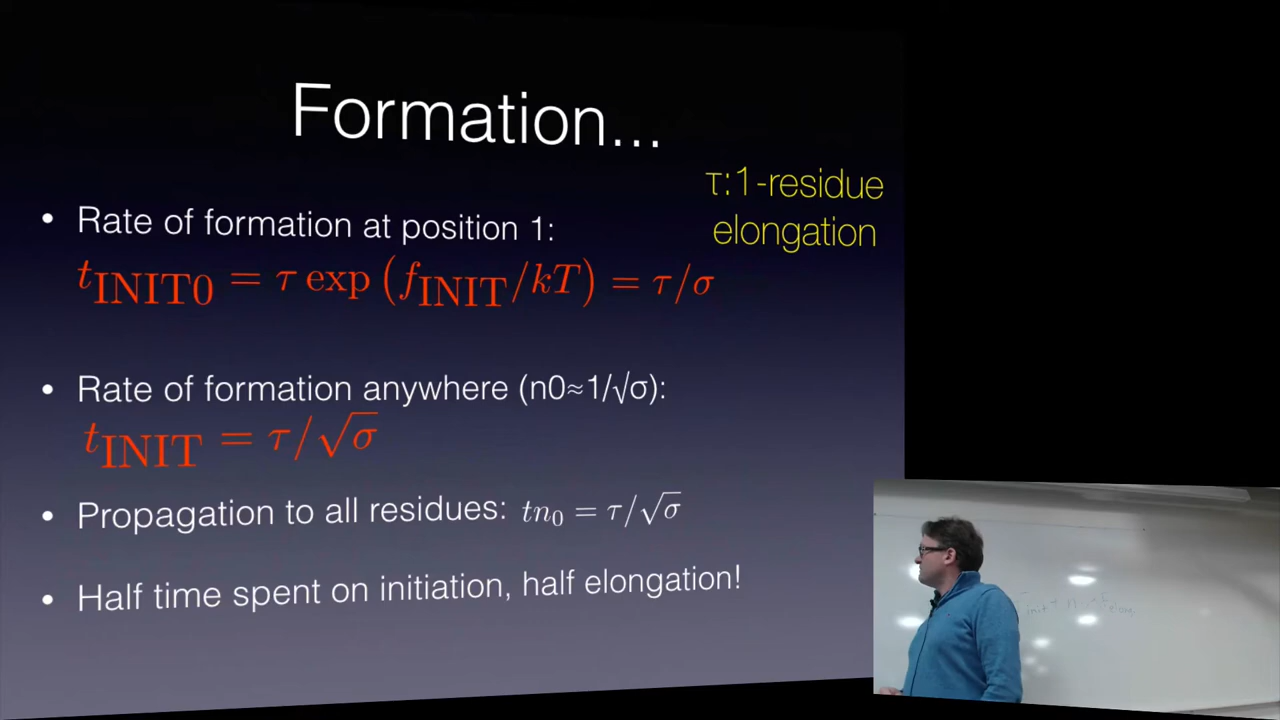 Formation...
τ:1-residue
elongation
• Rate of formation at position 1:
t_INIT0 = τ exp (f_INIT/kT) = τ/σ
• Rate of formation anywhere (n0≈1/√σ):
t_INIT = τ/√σ
• Propagation to all residues: tn₀ = τ/√σ
• Half time spent on initiation, half elongation!